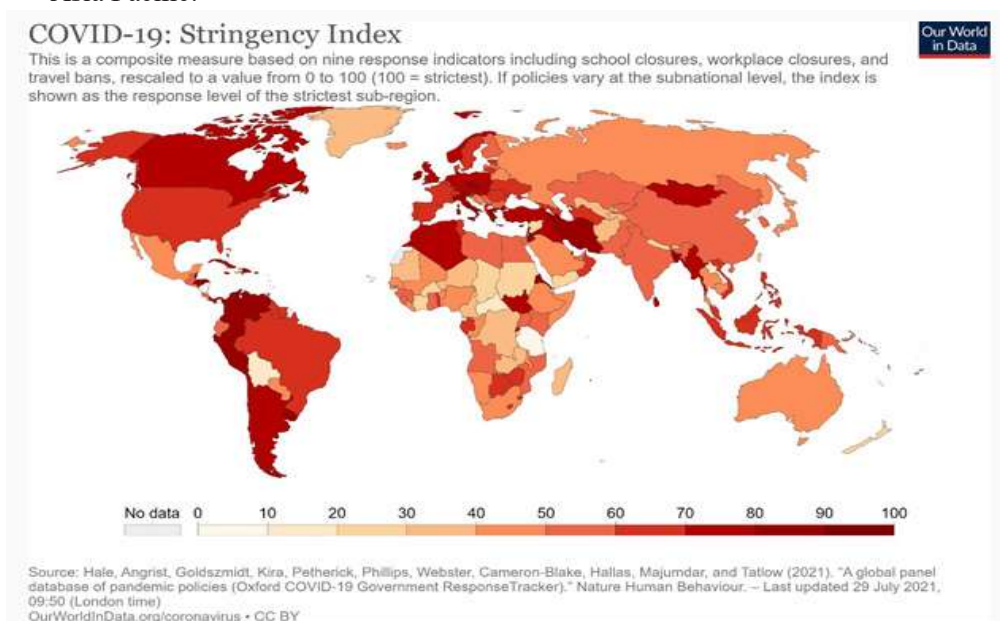 COVID-19: Stringency Index
Our World
in Data
This is a composite measure based on nine response indicators including school closures, workplace closures, and
travel bans, rescaled to a value from 0 to 100 (100 = strictest). If policies vary at the subnational level, the index is
shown as the response level of the strictest sub-region.
No data 0 10 20 30 40 50 60 70 80 90 100
Source: Hale, Angrist, Goldszmidt, Kira, Petherick, Phillips, Webster, Cameron-Blake, Hallas, Majumdar, and Tatlow (2021). "A global panel
database of pandemic policies (Oxford COVID-19 Government ResponseTracker)." Nature Human Behaviour. – Last updated 29 July 2021,
09:50 (London time)
OurWorldInData.org/coronavirus • CC BY